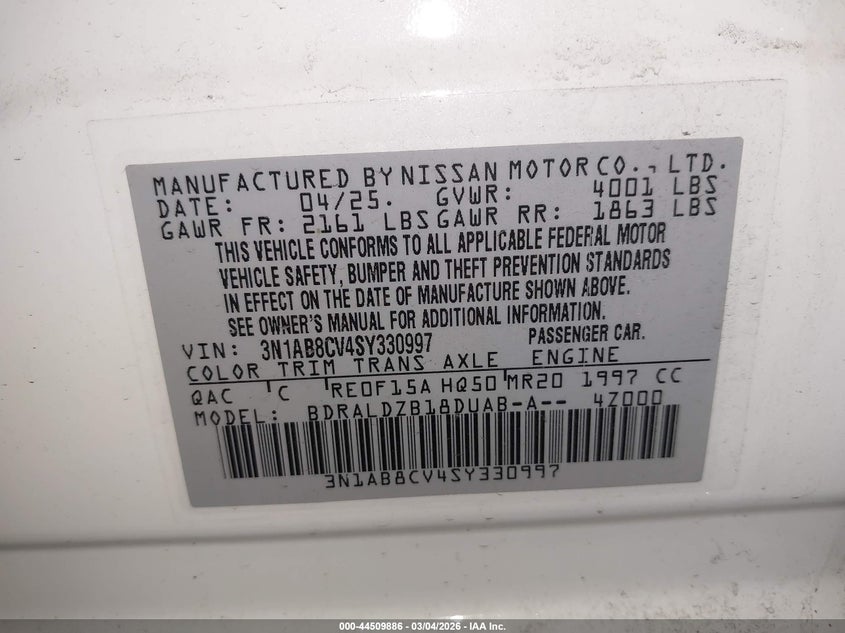 MANUFACTURED BY NISSAN MOTOR CO., LTD.
DATE: 04/25. GVWR: 4001 LBS
GAWR FR: 2161 LBS GAWR RR: 1863 LBS
THIS VEHICLE CONFORMS TO ALL APPLICABLE FEDERAL MOTOR
VEHICLE SAFETY, BUMPER AND THEFT PREVENTION STANDARDS
IN EFFECT ON THE DATE OF MANUFACTURE SHOWN ABOVE.
SEE OWNER'S MANUAL FOR ADDITIONAL INFORMATION.
VIN: 3N1AB8CV4SY330997 PASSENGER CAR.
COLOR TRIM TRANS AXLE ENGINE
QAC C RE0F15A HQ50 MR20 1997 CC
MODEL: BDRALDZB18DUAB-A-- 4Z000
3N1AB8CV4SY330997
000-44509886 - 03/04/2026 - IAA Inc.